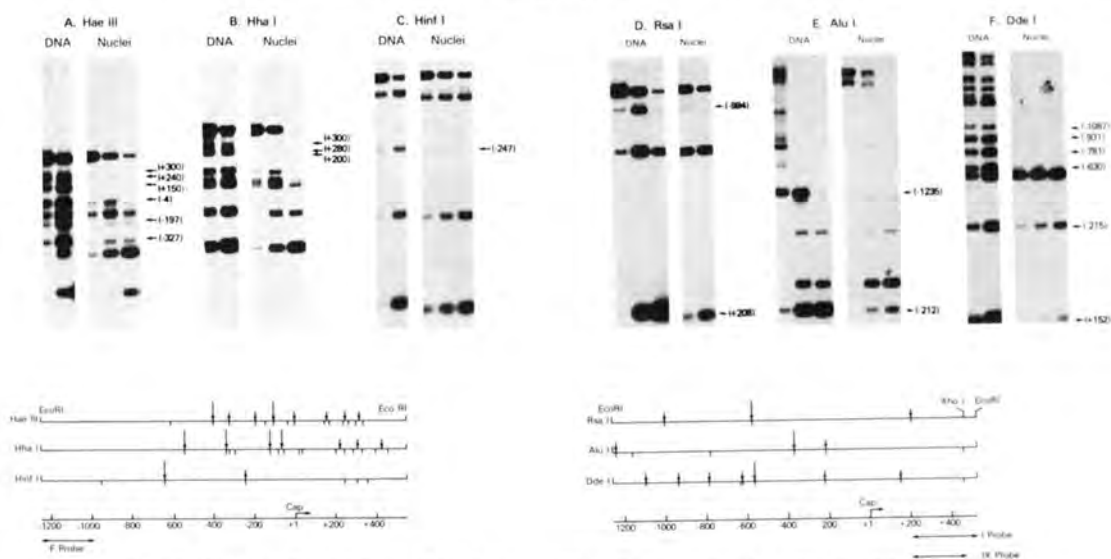 A. Hae III
B. Hha I
C. Hinf I
D. Rsa I
E. Alu I
F. Dde I
DNA Nuclei
DNA Nuclei
DNA Nuclei
DNA Nuclei
DNA Nuclei
DNA Nuclei
(+300)
(+240)
(+150)
(-4)
(-197)
(-327)
(+300)
(+280)
(+200)
(-247)
(+208)
(-1235)
(-212)
(-1087)
(-931)
(-781)
(-630)
(-215)
(+152)
EcoRI Eco RI
Hae III
Hha I
Hinf I
Cap
-1200 -1000 -800 -600 -400 -200 +1 +200 +400
F Probe
EcoRI Xho I EcoRI
Rsa I
Alu I
Dde I
Cap
-1200 -1000 -800 -600 -400 -200 +1 +200 +400
I Probe
IX Probe